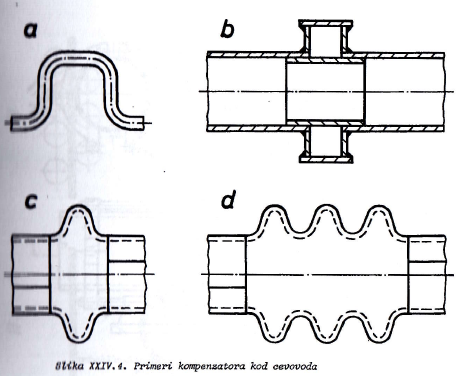 a
b
c
d
Slika XXIV.4. Primeri kompenzatora kod cevovoda